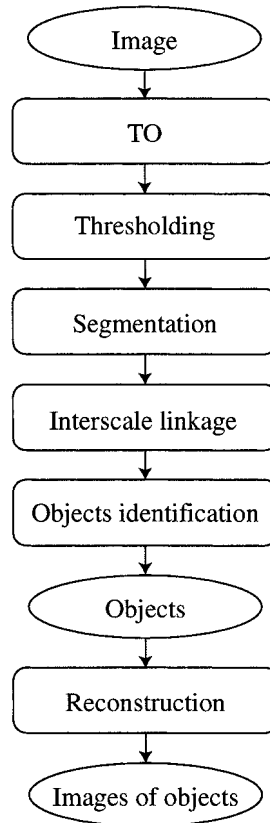 Image
TO
Thresholding
Segmentation
Interscale linkage
Objects identification
Objects
Reconstruction
Images of objects